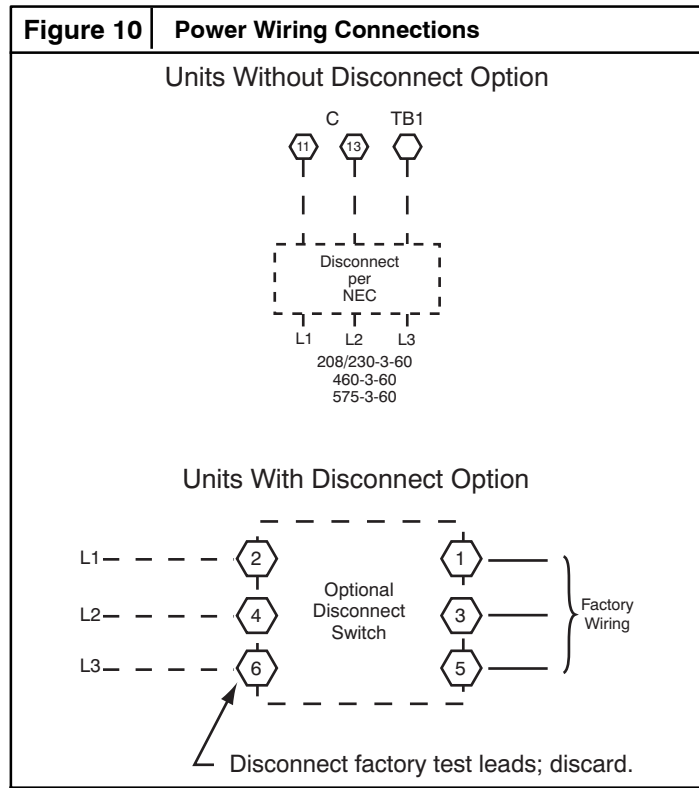 Figure 10 Power Wiring Connections
Units Without Disconnect Option
C TB1
11 13
Disconnect
per
NEC
L1 L2 L3
208/230-3-60
460-3-60
575-3-60
Units With Disconnect Option
L1 2 1
L2 4 3
L3 6 5
Optional
Disconnect
Switch
Factory
Wiring
Disconnect factory test leads; discard.